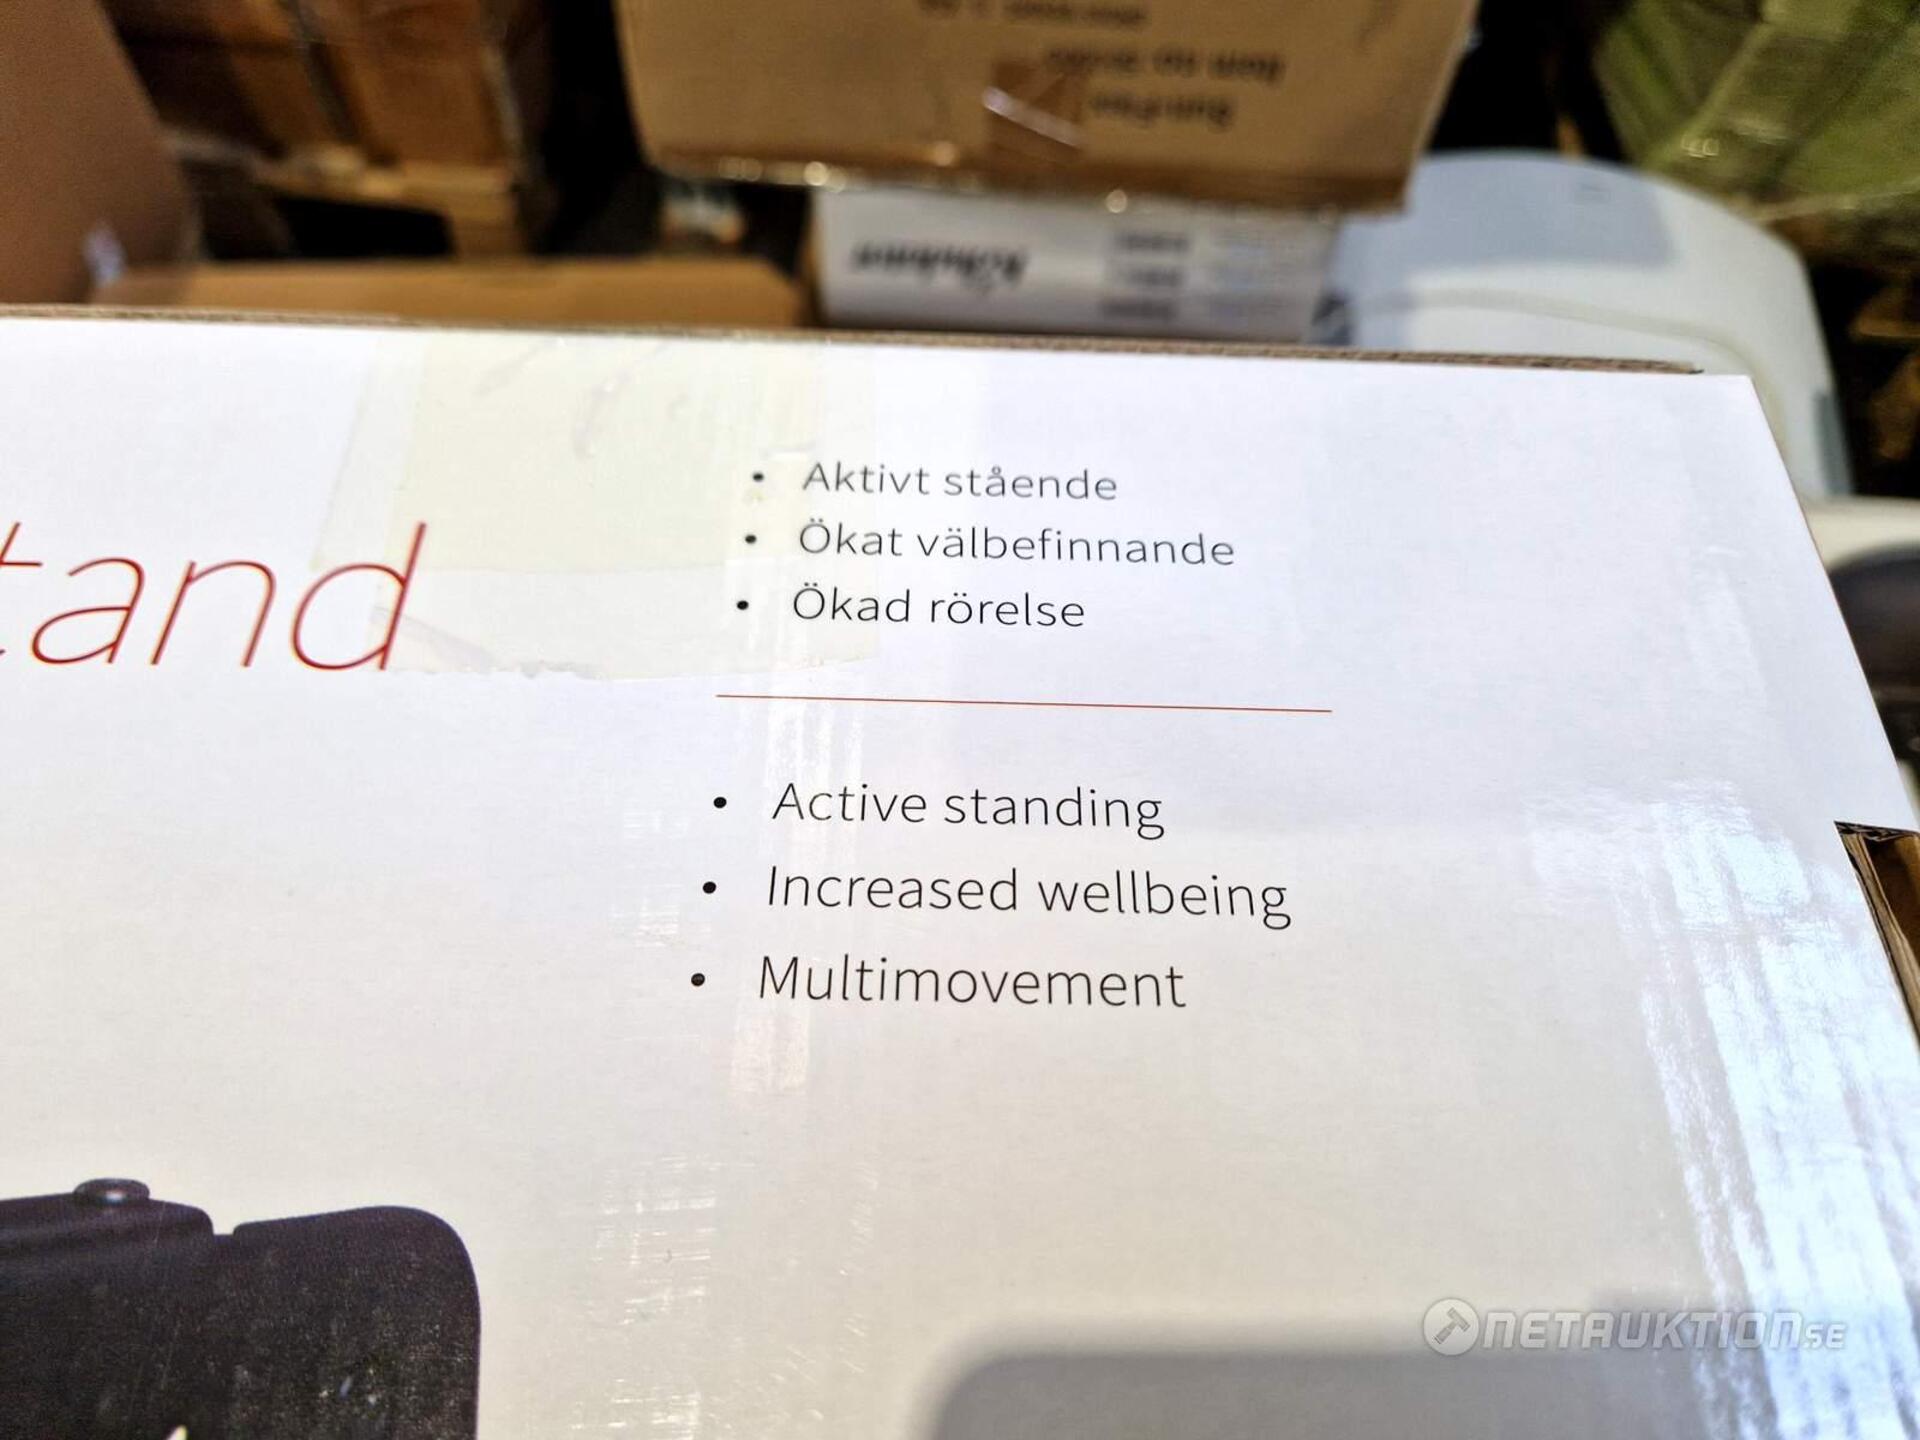 tand
• Aktivt stående
• Ökat välbefinnande
• Ökad rörelse
• Active standing
• Increased wellbeing
• Multimovement
NETAUKTION.SE